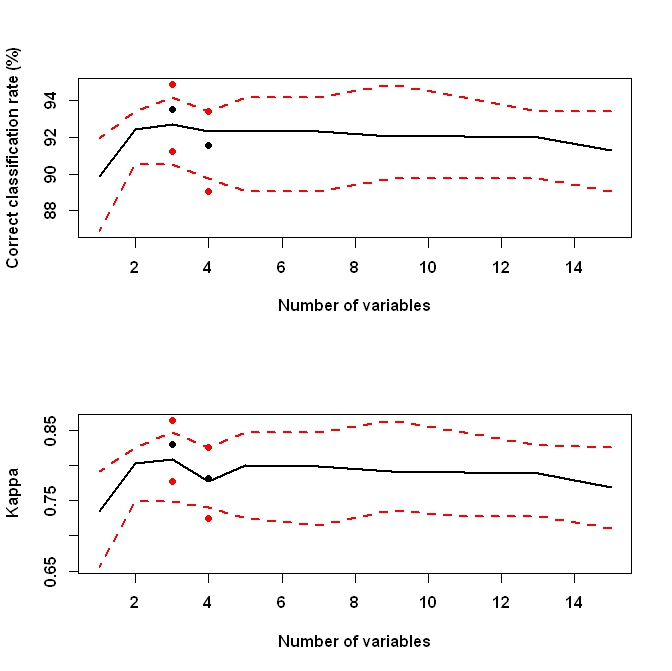 Correct classification rate (%)
94
92
90
88
2 4 6 8 10 12 14
Number of variables
Kappa
0.85
0.75
0.65
2 4 6 8 10 12 14
Number of variables